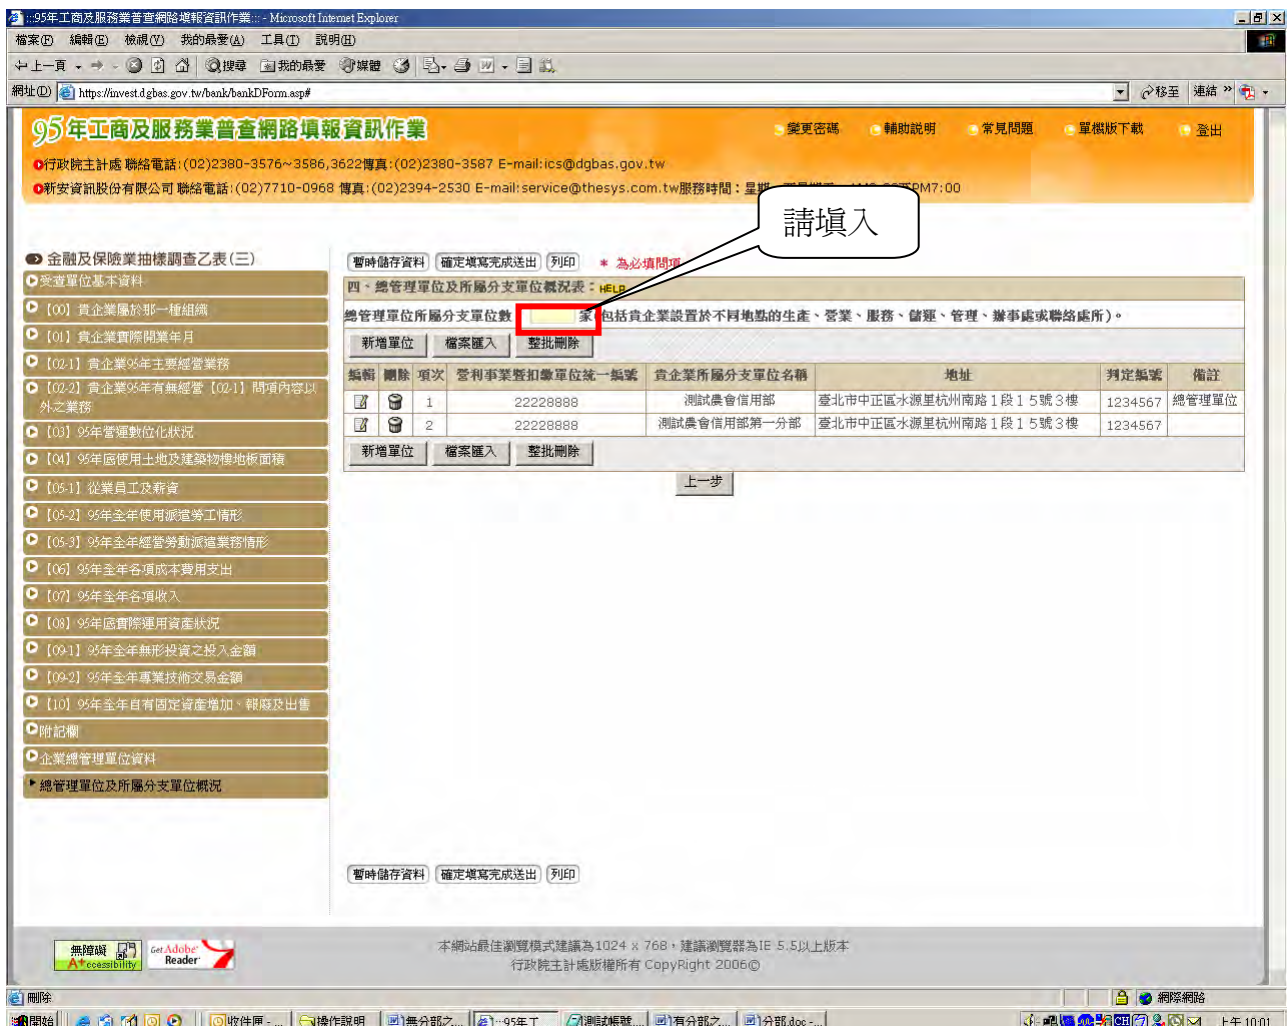 :::95年工商及服務業普查網路填報資訊作業::: - Microsoft Internet Explorer
檔案(F) 編輯(E) 檢視(V) 我的最愛(A) 工具(T) 說明(H)
上一頁 搜尋 我的最愛 媒體
網址(D) https://invest.dgbas.gov.tw/bank/bankDForm.asp# 移至 連結 »
95年工商及服務業普查網路填報資訊作業
變更密碼 輔助說明 常見問題 單機版下載 登出
行政院主計處 聯絡電話:(02)2380-3576~3586,3622傳真:(02)2380-3587 E-mail:ics@dgbas.gov.tw
新安資訊股份有限公司 聯絡電話:(02)7710-0968 傳真:(02)2394-2530 E-mail:service@thesys.com.tw服務時間：星期 PM7:00
請填入
金融及保險業抽樣調查乙表(三)
受查單位基本資料
【00】貴企業屬於那一種組織
【01】貴企業實際開業年月
【02-1】貴企業95年主要經營業務
【02-2】貴企業95年有無經營【02-1】問項內容以
外之業務
【03】95年營運數位化狀況
【04】95年底使用土地及建築物樓地板面積
【05-1】從業員工及薪資
【05-2】95年全年使用派遣勞工情形
【05-3】95年全年經營勞動派遣業務情形
【06】95年全年各項成本費用支出
【07】95年全年各項收入
【08】95年底實際運用資產狀況
【09-1】95年全年無形投資之投入金額
【09-2】95年全年專業技術交易金額
【10】95年全年自有固定資產增加、報廢及出售
附記欄
企業總管理單位資料
總管理單位及所屬分支單位概況
暫時儲存資料 確定填寫完成送出 列印 * 為必填問項
四、總管理單位及所屬分支單位概況表：HELP
總管理單位所屬分支單位數 家(包括貴企業設置於不同地點的生產、營業、服務、儲運、管理、辦事處或聯絡處所)。
新增單位 檔案匯入 整批刪除
編輯 刪除 項次 營利事業暨扣繳單位統一編號 貴企業所屬分支單位名稱 地址 判定編號 備註
1 22228888 測試農會信用部 臺北市中正區水源里杭州南路１段１５號３樓 1234567 總管理單位
2 22228888 測試農會信用部第一分部 臺北市中正區水源里杭州南路１段１５號３樓 1234567
新增單位 檔案匯入 整批刪除
上一步
暫時儲存資料 確定填寫完成送出 列印
無障礙
A+ccessibility
Get Adobe
Reader
本網站最佳瀏覽模式建議為1024 x 768，建議瀏覽器為IE 5.5以上版本
行政院主計處版權所有 CopyRight 2006©
刪除 網際網路
開始 收件匣 - ... 操作說明 無分部之... :::95年工... 測試帳號... 有分部之... 分部.doc -... CH 上午 10:01